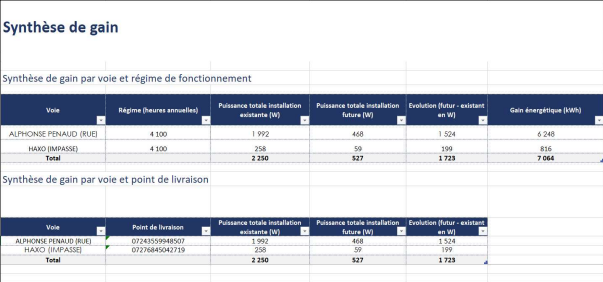 Synthèse de gain
Synthèse de gain par voie et régime de fonctionnement
Voie Régime (heures annuelles) Puissance totale installation existante (W) Puissance totale installation future (W) Evolution (futur - existant en W) Gain énergétique (kWh)
ALPHONSE PENAUD (RUE) 4 100 1 992 468 1 524 6 248
HAXO (IMPASSE) 4 100 258 59 199 816
Total 2 250 527 1 723 7 064
Synthèse de gain par voie et point de livraison
Voie Point de livraison Puissance totale installation existante (W) Puissance totale installation future (W) Evolution (futur - existant en W)
ALPHONSE PENAUD (RUE) 07243559948507 1 992 468 1 524
HAXO (IMPASSE) 07276845042719 258 59 199
Total 2 250 527 1 723